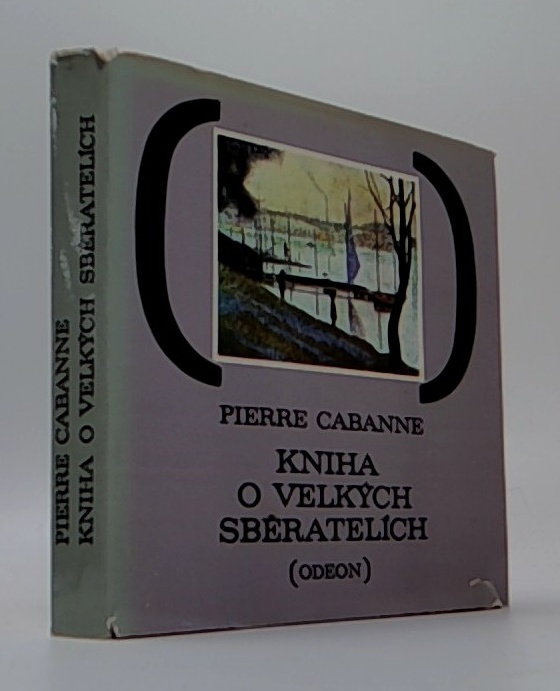 PIERRE CABANNE
KNIHA O VELKÝCH SBĚRATELÍCH
PIERRE CABANNE
KNIHA
O VELKÝCH
SBĚRATELÍCH
(ODEON)